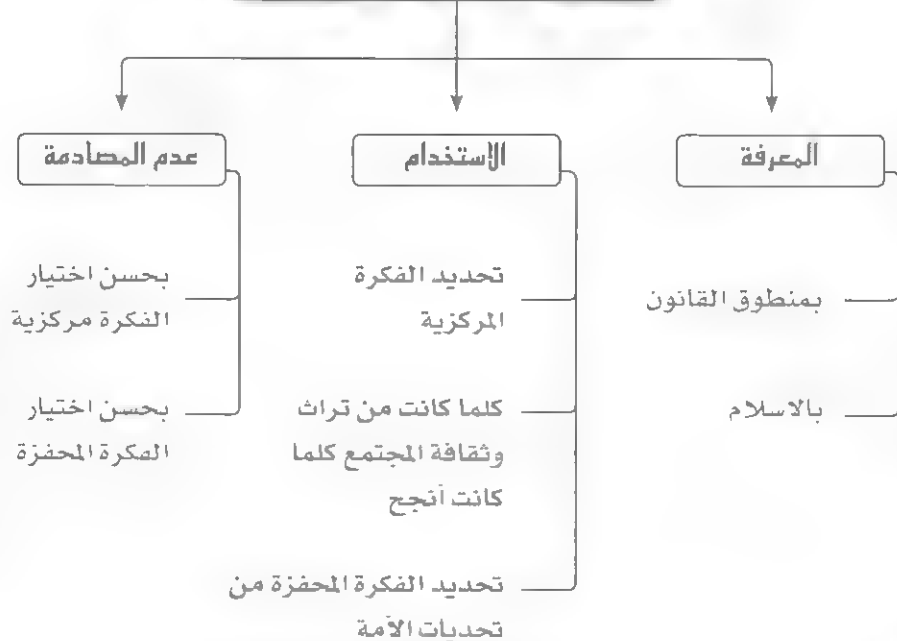 المعرفة
بمنطوق القانون
بالاسلام
الإستخدام
تحديد الفكرة
المركزية
كلما كانت من تراث
وثقافة المجتمع كلما
كانت أنجح
تحديد الفكرة المحفزة من
تحديات الأمة
عدم المصادمة
بحسن اختيار
الفكرة مركزية
بحسن اختيار
الفكرة المحفزة